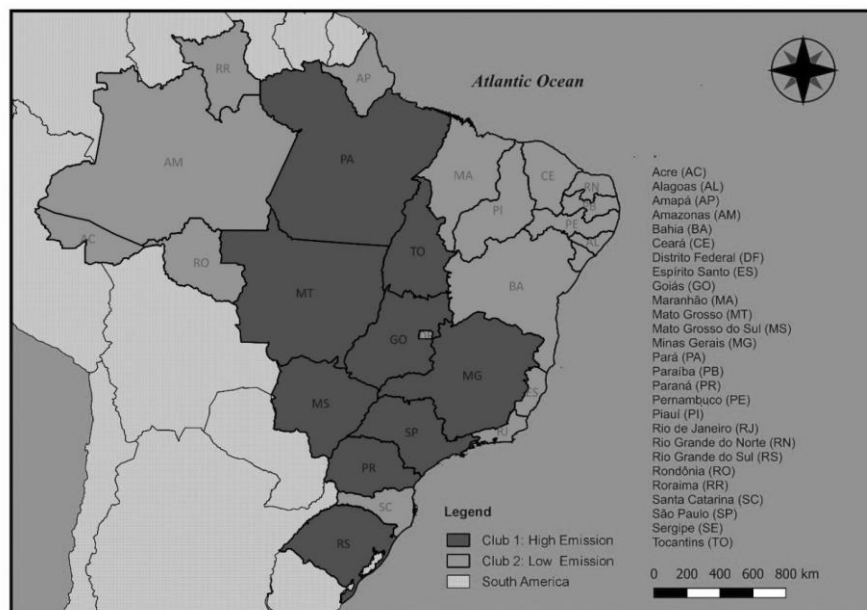 Atlantic Ocean
RR
AP
AM
PA
MA
CE
RN
PB
PI
PE
AL
AC
RO
TO
BA
MT
GO
MG
MS
ES
SP
RJ
PR
SC
RS
Acre (AC)
Alagoas (AL)
Amapá (AP)
Amazonas (AM)
Bahia (BA)
Ceará (CE)
Distrito Federal (DF)
Espírito Santo (ES)
Goiás (GO)
Maranhão (MA)
Mato Grosso (MT)
Mato Grosso do Sul (MS)
Minas Gerais (MG)
Pará (PA)
Paraíba (PB)
Paraná (PR)
Pernambuco (PE)
Piauí (PI)
Rio de Janeiro (RJ)
Rio Grande do Norte (RN)
Rio Grande do Sul (RS)
Rondônia (RO)
Roraima (RR)
Santa Catarina (SC)
São Paulo (SP)
Sergipe (SE)
Tocantins (TO)
Legend
Club 1: High Emission
Club 2: Low Emission
South America
0 200 400 600 800 km